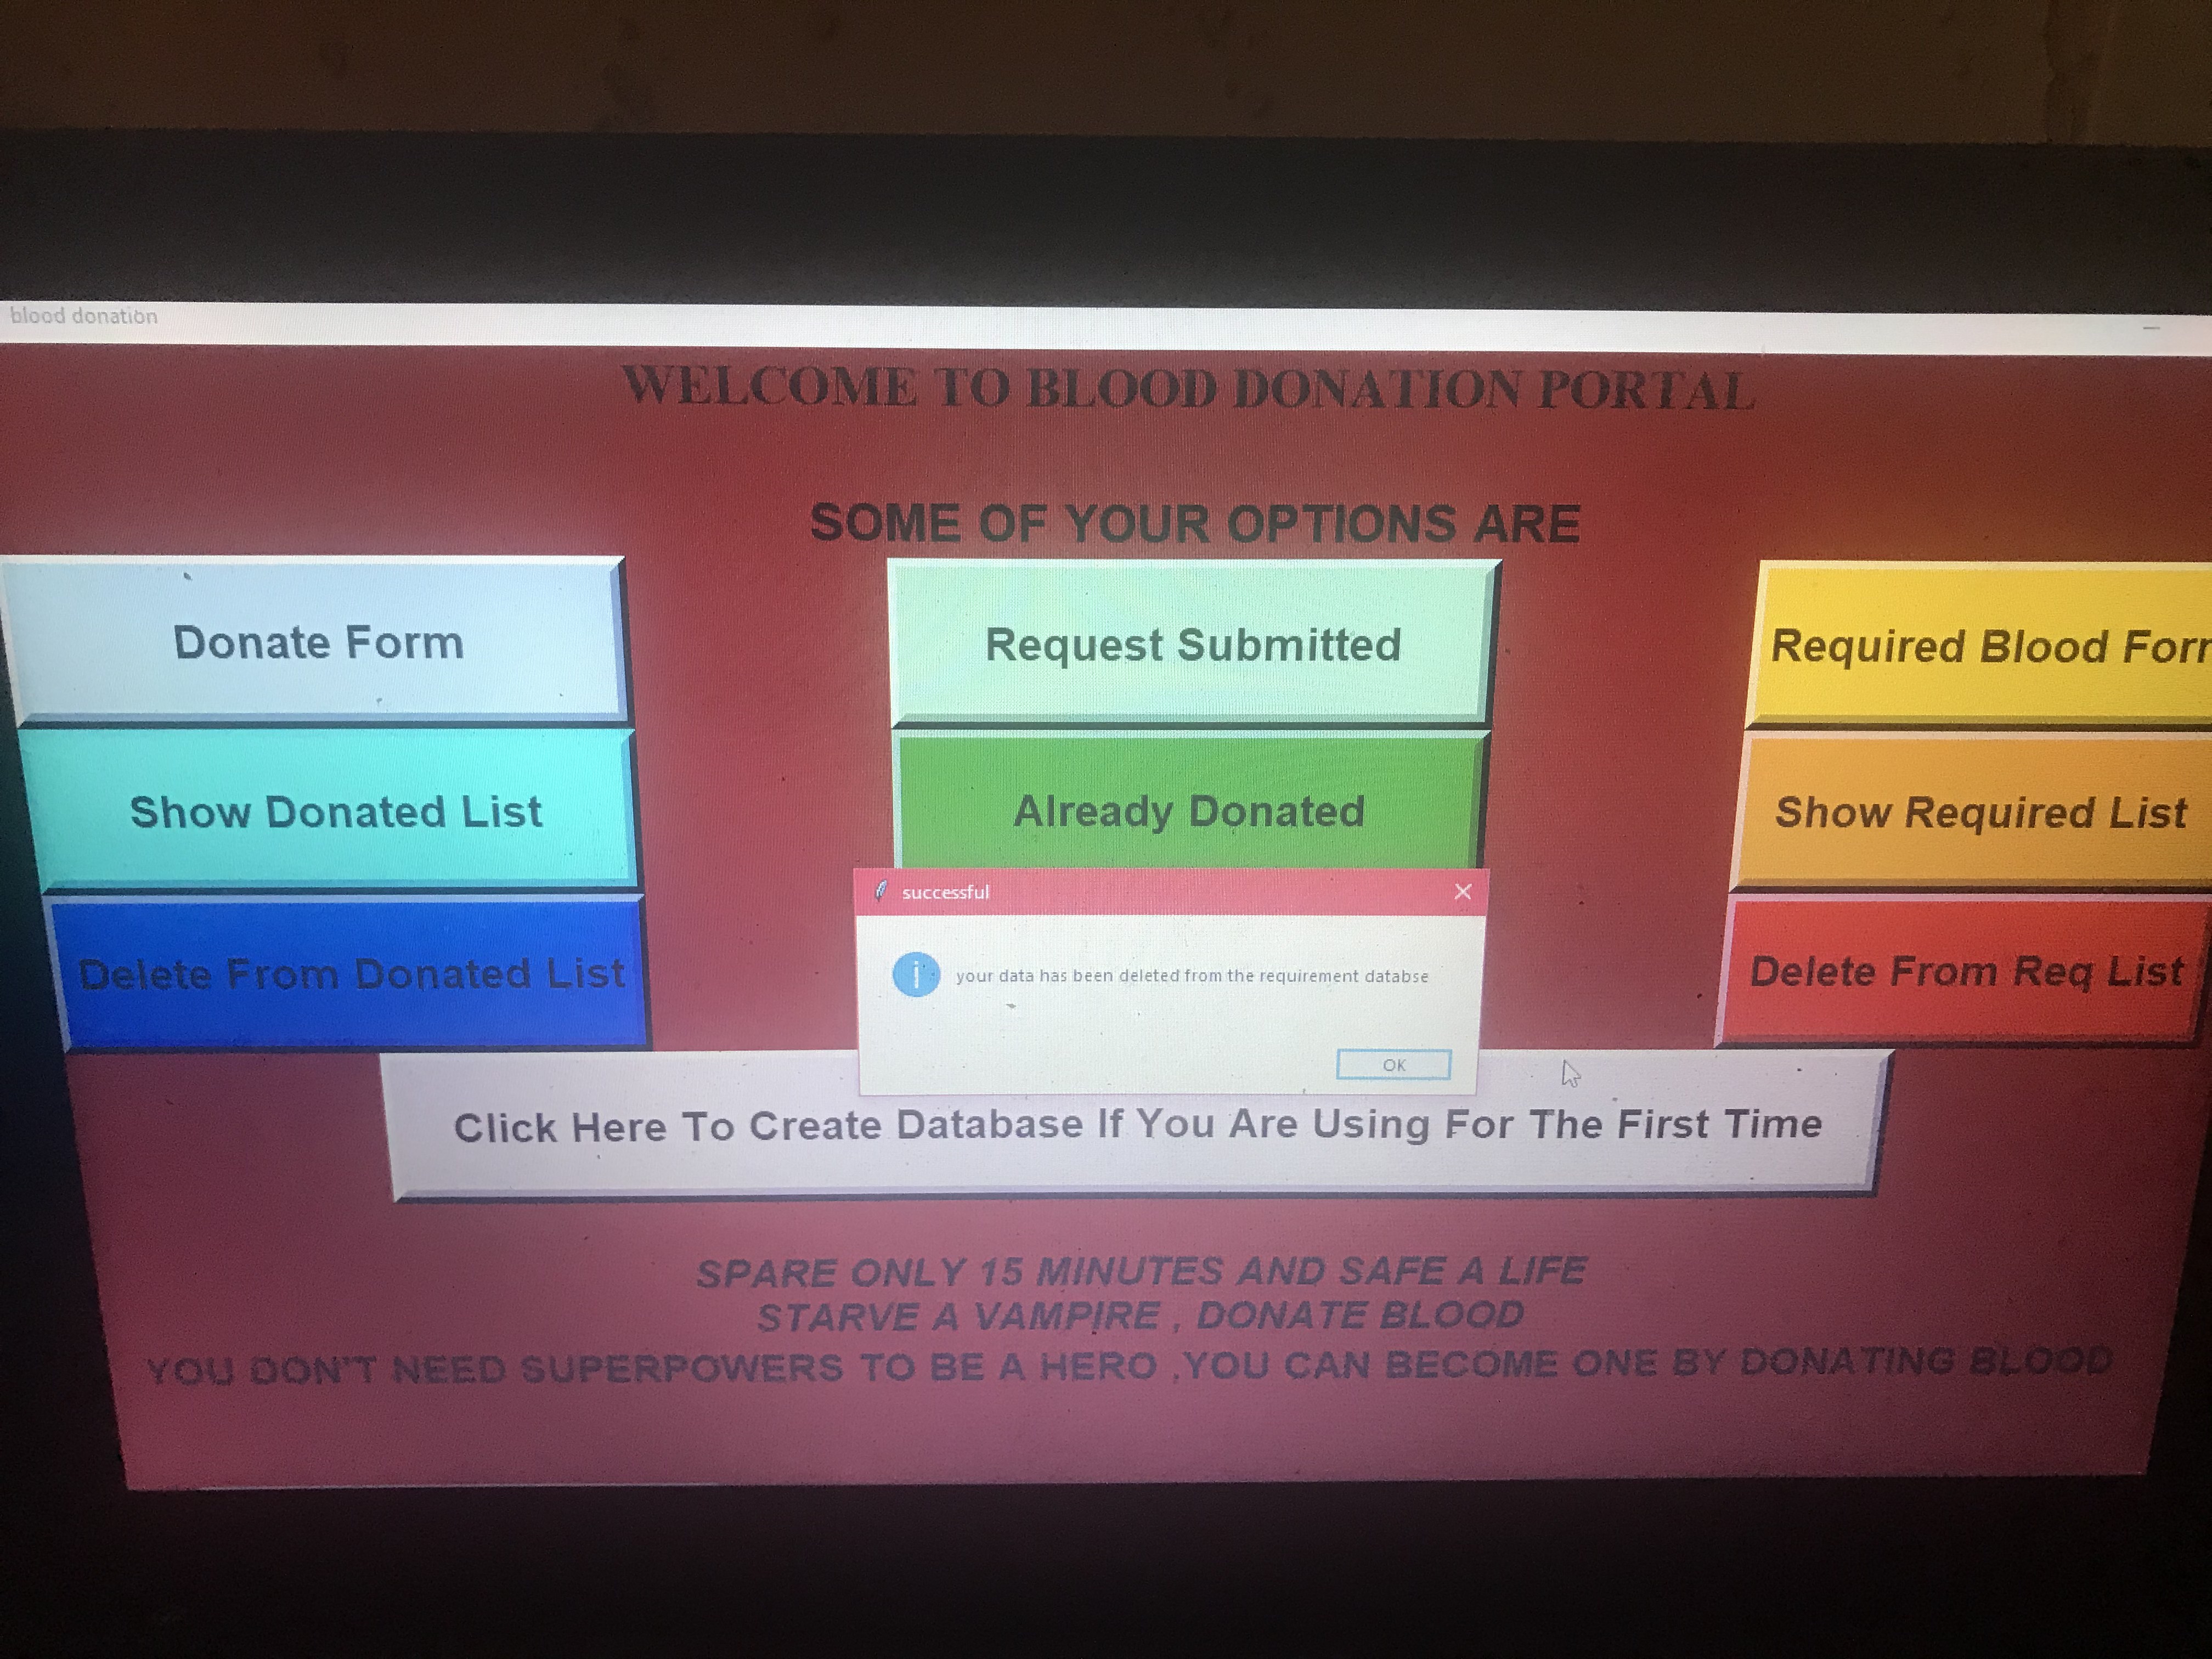 blood donation
WELCOME TO BLOOD DONATION PORTAL
SOME OF YOUR OPTIONS ARE
Donate Form
Request Submitted
Required Blood
Show Donated List
Already Donated
Show Required List
successful
Delete From Donated List
your data has been deleted from the requirement databse
Delete From Req List
OK
Click Here To Create Database If You Are Using For The First Time
SPARE ONLY 15 MINUTES AND SAFE A LIFE
STARVE A VAMPIRE , DONATE BLOOD
YOU DON'T NEED SUPERPOWERS TO BE A HERO ,YOU CAN BECOME ONE BY DONATING BLOOD